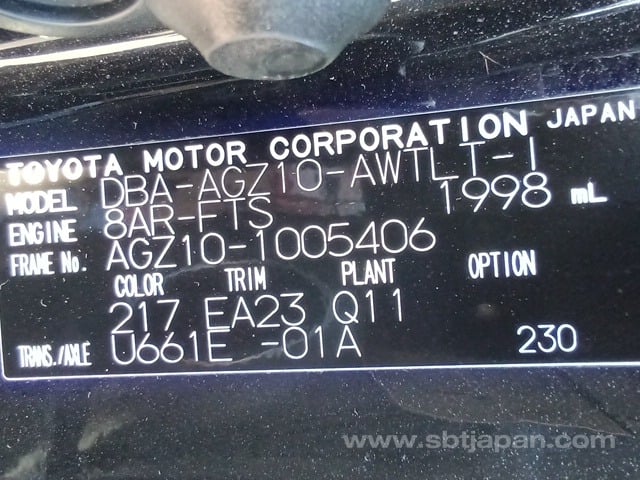 TOYOTA MOTOR CORPORATION JAPAN
MODEL DBA-AGZ10-AWTLT-I
ENGINE 8AR-FTS 1998 mL
FRAME No. AGZ10-1005406
COLOR TRIM PLANT OPTION
217 EA23 Q11
TRANS./AXLE U661E -01A 230
www.sbtjapan.com